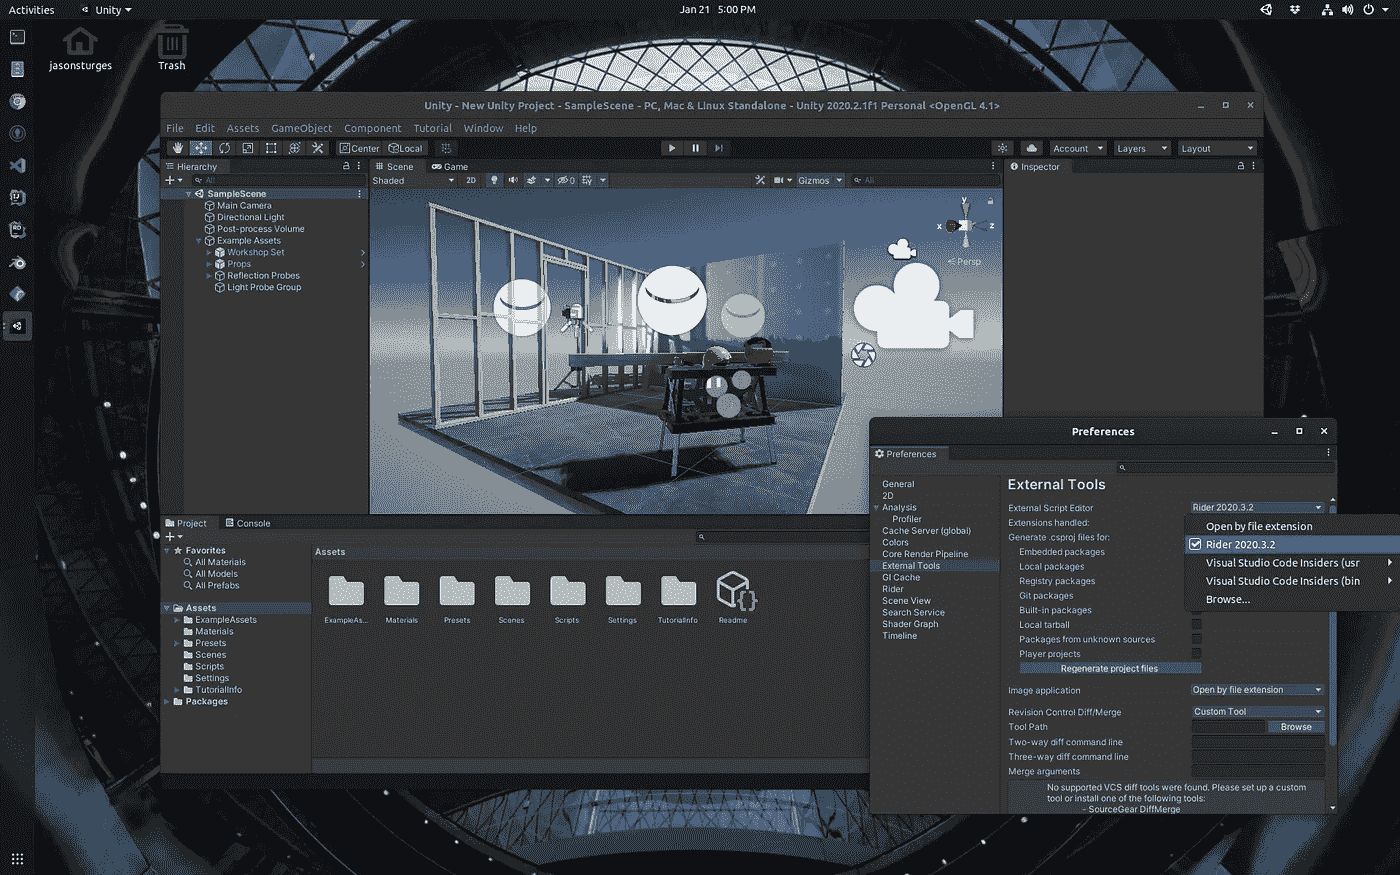 Activities
Unity
Jan 21 5:00 PM
jasonsturges
Trash
Unity - New Unity Project - SampleScene - PC, Mac & Linux Standalone - Unity 2020.2.1f1 Personal <OpenGL 4.1>
File Edit Assets GameObject Component Tutorial Window Help
Center Local
Account Layers Layout
Hierarchy
All
SampleScene
Main Camera
Directional Light
Post-process Volume
Example Assets
Workshop Set
Props
Reflection Probes
Light Probe Group
Scene Game
Shaded 2D 0 Gizmos All
y
x z
Persp
Inspector
Project Console
Favorites
All Materials
All Models
All Prefabs
Assets
ExampleAssets
Materials
Presets
Scenes
Scripts
Settings
TutorialInfo
Packages
Assets
ExampleAs... Materials Presets Scenes Scripts Settings TutorialInfo Readme
Preferences
Preferences
General
2D
Analysis
Profiler
Cache Server (global)
Colors
Core Render Pipeline
External Tools
GI Cache
Rider
Scene View
Search Service
Shader Graph
Timeline
External Tools
External Script Editor Rider 2020.3.2
Extensions handled:
Generate .csproj files for:
Embedded packages
Local packages
Registry packages
Git packages
Built-in packages
Local tarball
Packages from unknown sources
Player projects
Regenerate project files
Open by file extension
Rider 2020.3.2
Visual Studio Code Insiders (usr
Visual Studio Code Insiders (bin
Browse...
Image application Open by file extension
Revision Control Diff/Merge Custom Tool
Tool Path Browse
Two-way diff command line
Three-way diff command line
Merge arguments
No supported VCS diff tools were found. Please set up a custom
tool or install one of the following tools:
- SourceGear DiffMerge